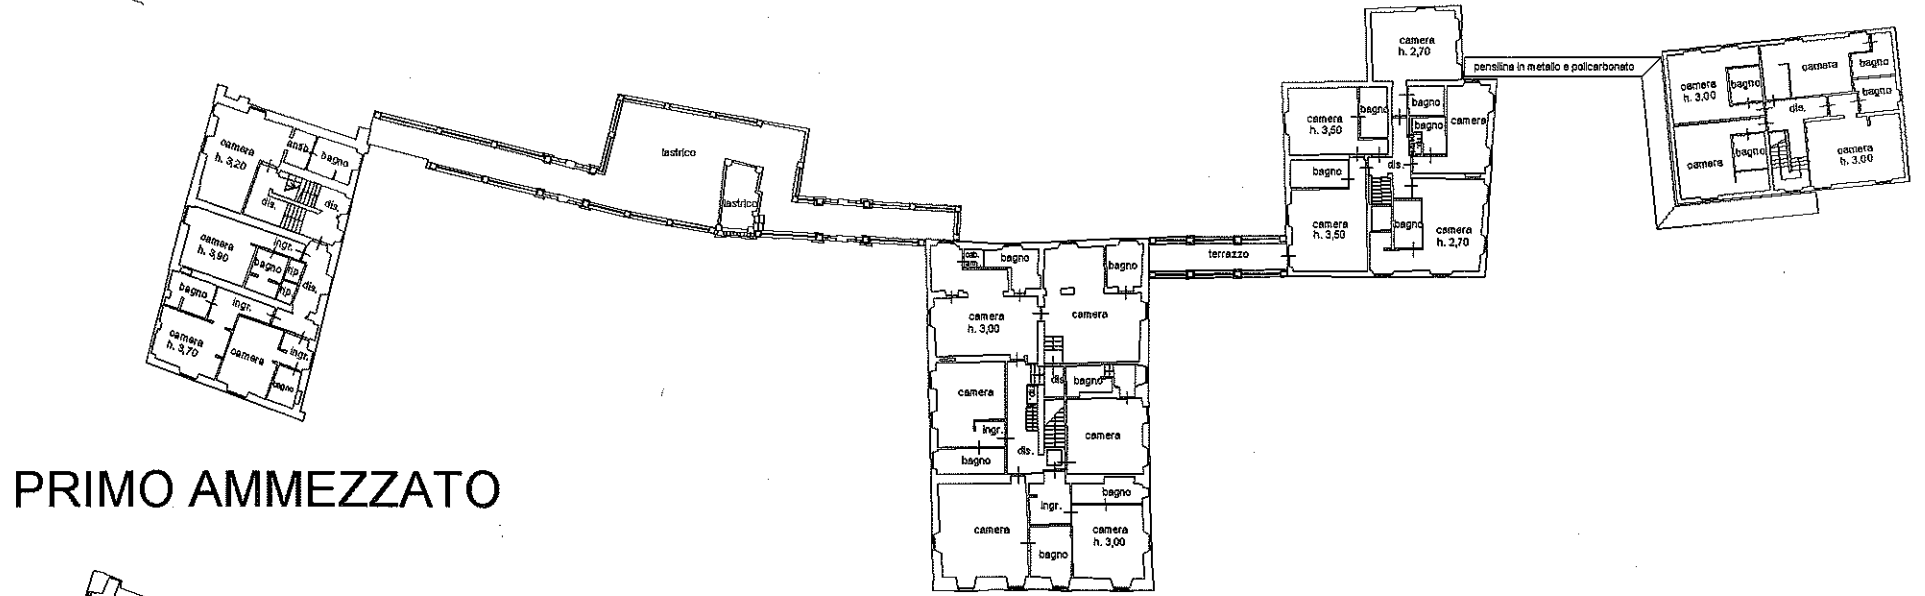 camera
h. 3,20
bagno
dis.
dis.
camera
h. 3,90
ingr.
bagno
rip.
rip.
dis.
bagno
ingr.
camera
h. 3,70
camera
ingr.
bagno
lastrico
lastrico
bagno
bagno
camera
h. 3,00
camera
camera
dis.
bagno
ingr.
bagno
dis.
camera
camera
ingr.
bagno
bagno
camera
h. 3,00
terrazzo
camera
h. 2,70
camera
h. 3,50
bagno
bagno
bagno
camera
dis.
bagno
camera
h. 3,50
bagno
camera
h. 2,70
pensilina in metallo e policarbonato
camera
h. 3,00
bagno
camera
bagno
bagno
dis.
camera
bagno
camera
h. 3,00
PRIMO AMMEZZATO